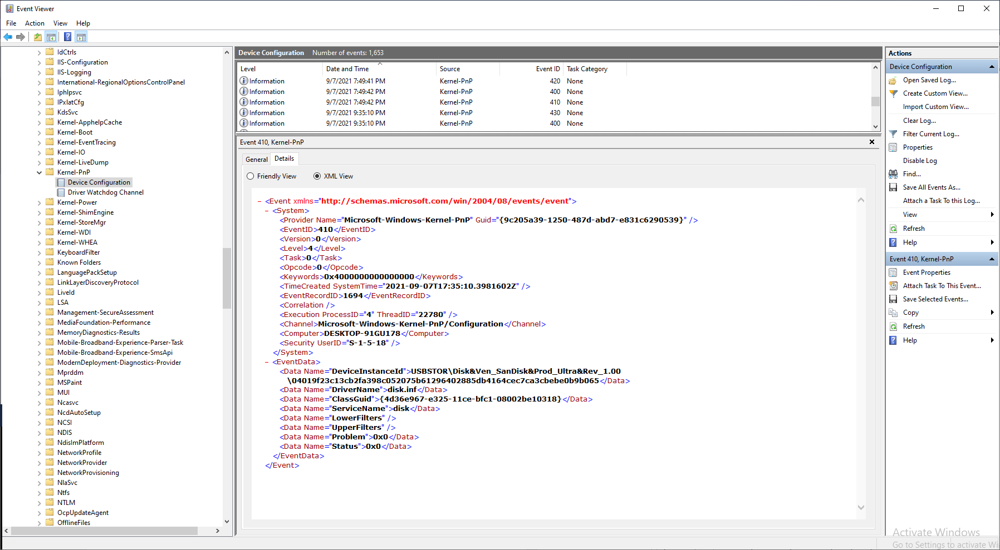 Event Viewer
File Action View Help
IdCtrls
IIS-Configuration
IIS-Logging
International-RegionalOptionsControlPanel
Iphlpsvc
IPxlatCfg
KdsSvc
Kernel-ApphelpCache
Kernel-Boot
Kernel-EventTracing
Kernel-IO
Kernel-LiveDump
Kernel-PnP
Device Configuration
Driver Watchdog Channel
Kernel-Power
Kernel-ShimEngine
Kernel-StoreMgr
Kernel-WDI
Kernel-WHEA
KeyboardFilter
Known Folders
LanguagePackSetup
LinkLayerDiscoveryProtocol
LiveId
LSA
Management-SecureAssessment
MediaFoundation-Performance
MemoryDiagnostics-Results
Mobile-Broadband-Experience-Parser-Task
Mobile-Broadband-Experience-SmsApi
ModernDeployment-Diagnostics-Provider
Mprddm
MSPaint
MUI
Ncasvc
NcdAutoSetup
NCSI
NDIS
NdisImPlatform
NetworkProfile
NetworkProvider
NetworkProvisioning
NlaSvc
Ntfs
NTLM
OcpUpdateAgent
OfflineFiles
Device Configuration Number of events: 1,653
Level Date and Time Source Event ID Task Category
Information 9/7/2021 7:49:41 PM Kernel-PnP 420 None
Information 9/7/2021 7:49:42 PM Kernel-PnP 400 None
Information 9/7/2021 7:49:42 PM Kernel-PnP 410 None
Information 9/7/2021 9:35:10 PM Kernel-PnP 430 None
Information 9/7/2021 9:35:10 PM Kernel-PnP 400 None
Event 410, Kernel-PnP
General Details
Friendly View XML View
- <Event xmlns="http://schemas.microsoft.com/win/2004/08/events/event">
- <System>
<Provider Name="Microsoft-Windows-Kernel-PnP" Guid="{9c205a39-1250-487d-abd7-e831c6290539}" />
<EventID>410</EventID>
<Version>0</Version>
<Level>4</Level>
<Task>0</Task>
<Opcode>0</Opcode>
<Keywords>0x4000000000000000</Keywords>
<TimeCreated SystemTime="2021-09-07T17:35:10.3981602Z" />
<EventRecordID>1694</EventRecordID>
<Correlation />
<Execution ProcessID="4" ThreadID="22780" />
<Channel>Microsoft-Windows-Kernel-PnP/Configuration</Channel>
<Computer>DESKTOP-91GU178</Computer>
<Security UserID="S-1-5-18" />
</System>
- <EventData>
<Data Name="DeviceInstanceId">USBSTOR\Disk&Ven_SanDisk&Prod_Ultra&Rev_1.00
\04019f23c13cb2fa398c052075b61296402885db4164cec7ca3cbebe0b9b065</Data>
<Data Name="DriverName">disk.inf</Data>
<Data Name="ClassGuid">{4d36e967-e325-11ce-bfc1-08002be10318}</Data>
<Data Name="ServiceName">disk</Data>
<Data Name="LowerFilters" />
<Data Name="UpperFilters" />
<Data Name="Problem">0x0</Data>
<Data Name="Status">0x0</Data>
</EventData>
</Event>
Actions
Device Configuration
Open Saved Log...
Create Custom View...
Import Custom View...
Clear Log...
Filter Current Log...
Properties
Disable Log
Find...
Save All Events As...
Attach a Task To this Log...
View
Refresh
Help
Event 410, Kernel-PnP
Event Properties
Attach Task To This Event...
Save Selected Events...
Copy
Refresh
Help
Activate Windows
Go to Settings to activate Wi